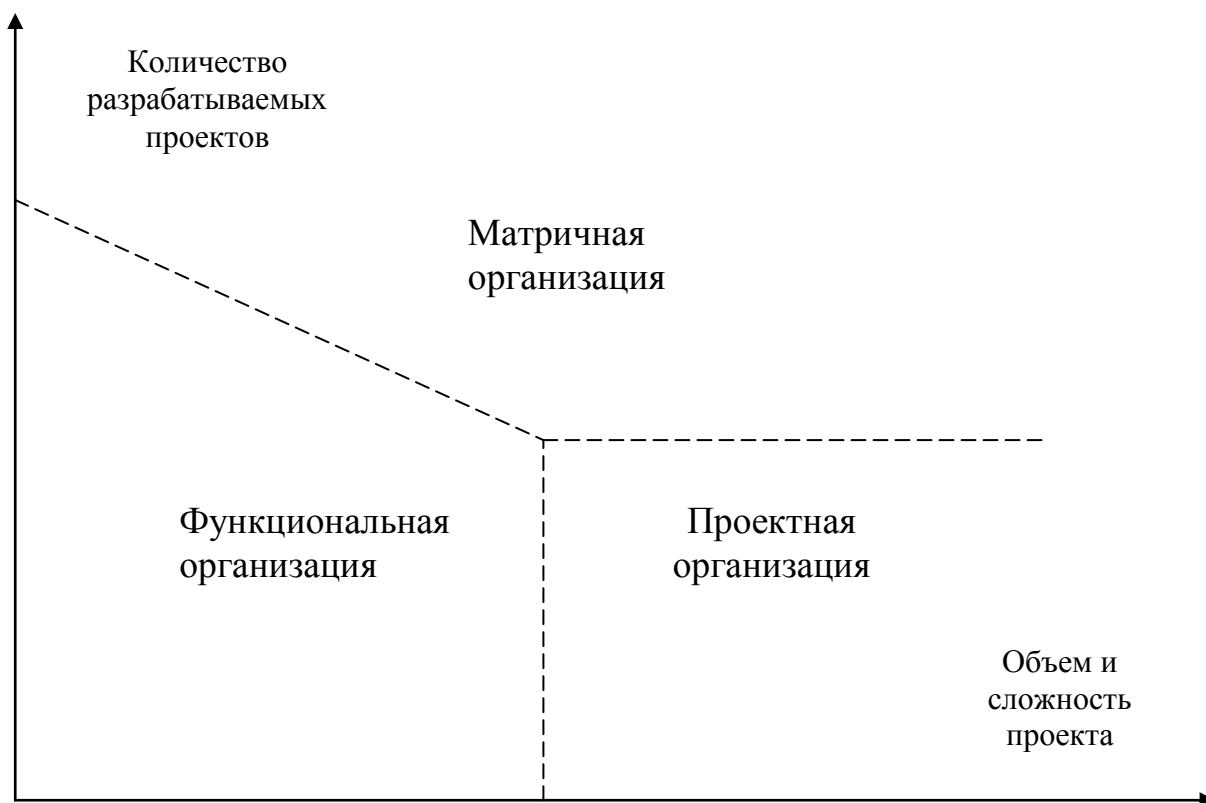 Количество
разрабатываемых
проектов
Матричная
организация
Функциональная
организация
Проектная
организация
Объем и
сложность
проекта